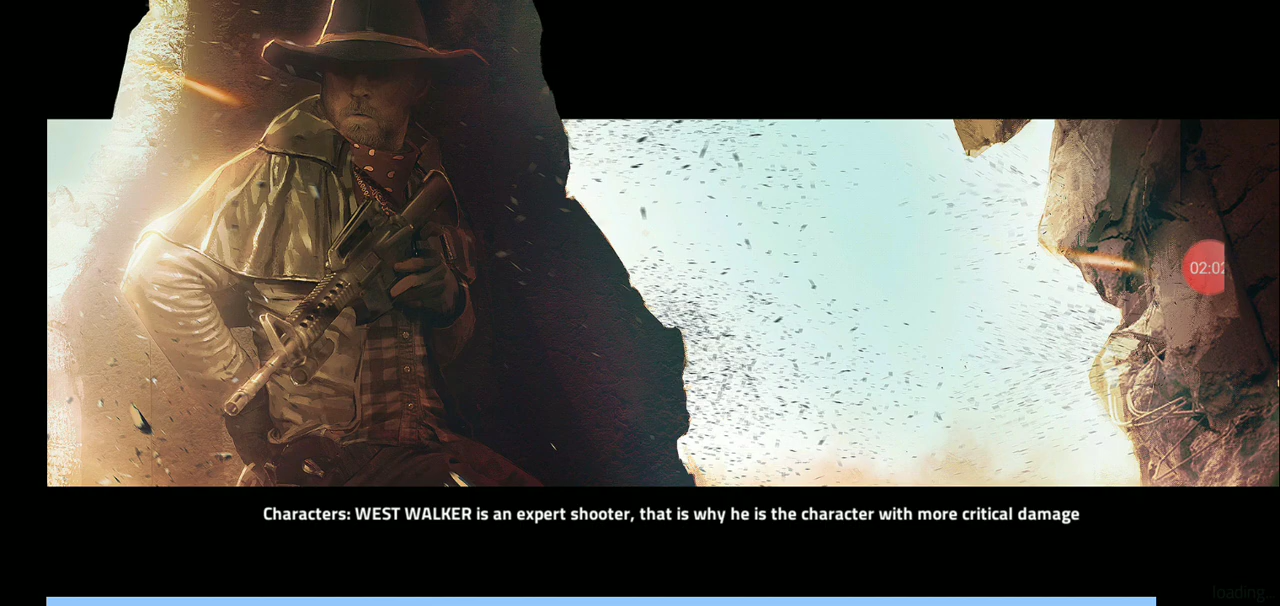 02:02
Characters: WEST WALKER is an expert shooter, that is why he is the character with more critical damage
loading...